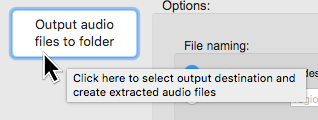 Options:
Output audio
files to folder
File naming:
Click here to select output destination and
create extracted audio files